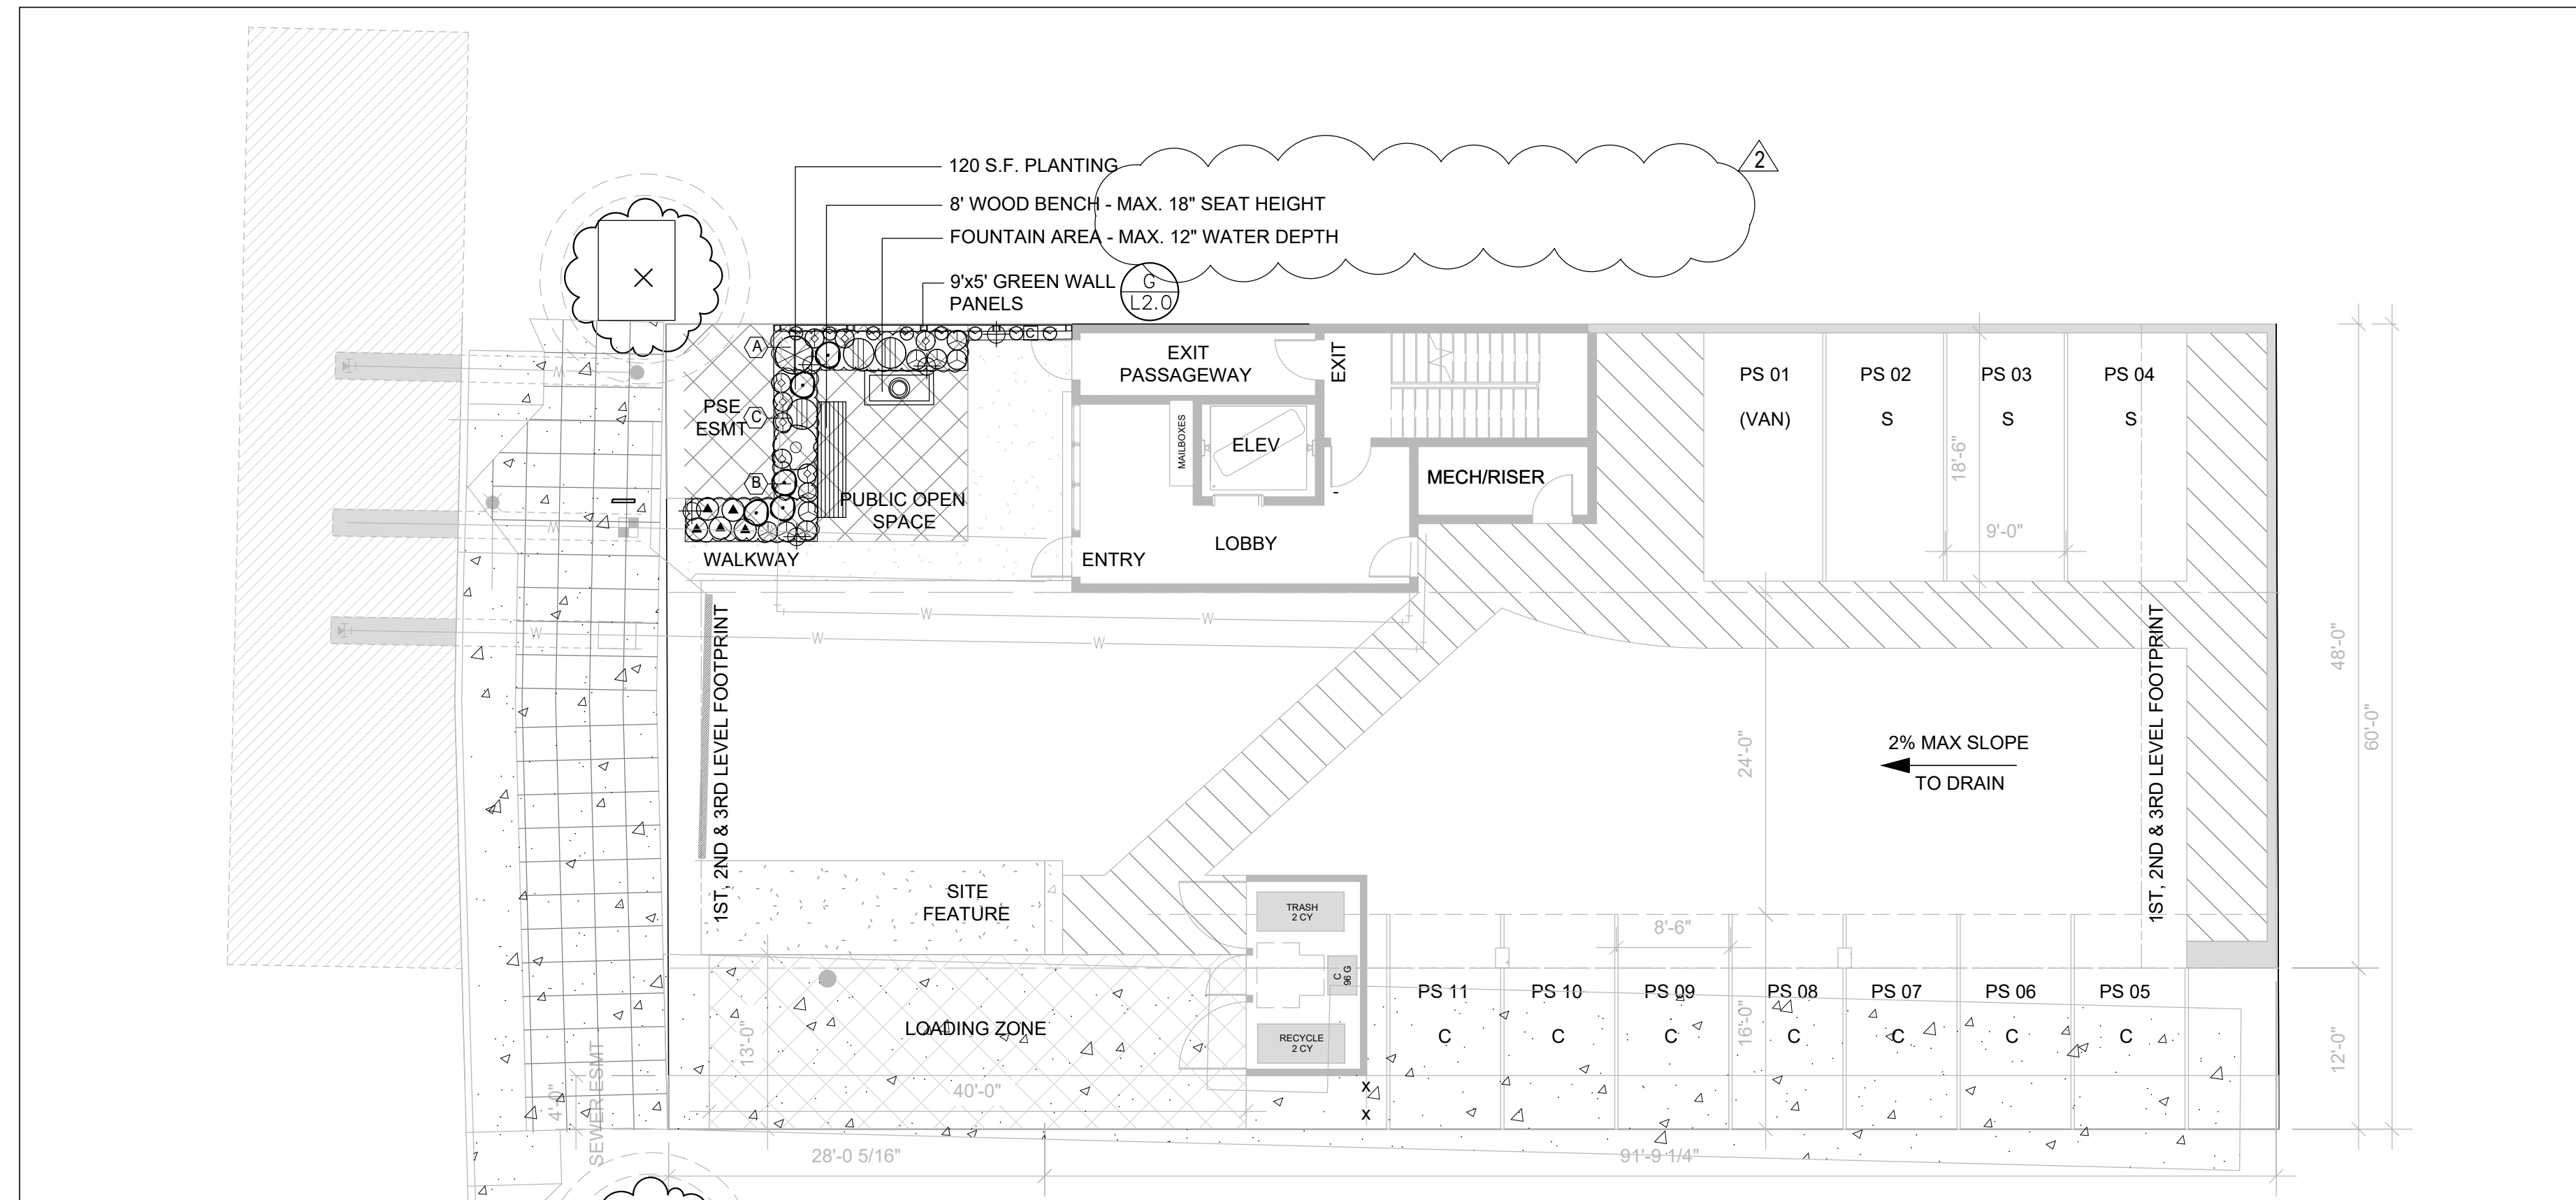 2
120 S.F. PLANTING
8' WOOD BENCH - MAX. 18" SEAT HEIGHT
FOUNTAIN AREA - MAX. 12" WATER DEPTH
9'x5' GREEN WALL
PANELS
G
L2.0
A
C
B
C
PSE
ESMT
PUBLIC OPEN
SPACE
WALKWAY
EXIT
PASSAGEWAY
EXIT
MAILBOXES
ELEV
MECH/RISER
ENTRY
LOBBY
PS 01
(VAN)
PS 02
S
PS 03
S
PS 04
S
18'-6"
9'-0"
W
W
W
W
W
W
W
1ST, 2ND & 3RD LEVEL FOOTPRINT
1ST, 2ND & 3RD LEVEL FOOTPRINT
24'-0"
2% MAX SLOPE
TO DRAIN
48'-0"
60'-0"
12'-0"
SITE
FEATURE
TRASH
2 CY
C
96 G
RECYCLE
2 CY
LOADING ZONE
13'-0"
40'-0"
4'-0"
SEWER ESMT
8'-6"
16'-0"
PS 11
C
PS 10
C
PS 09
C
PS 08
C
PS 07
C
PS 06
C
PS 05
C
X
X
28'-0 5/16"
91'-9 1/4"